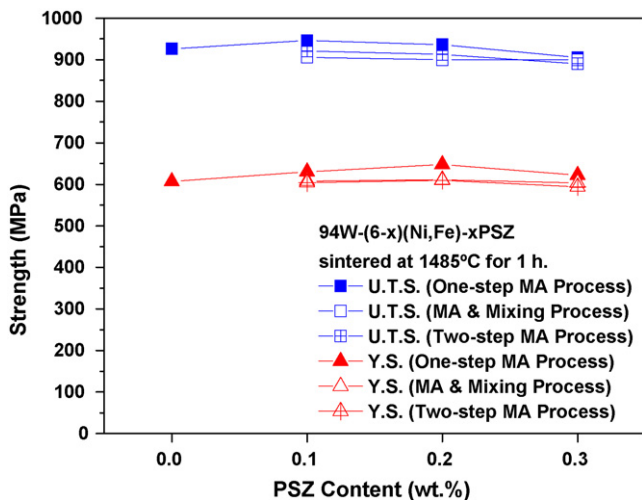 1000
900
800
700
600
500
400
300
200
100
0
Strength (MPa)
94W-(6-x)(Ni,Fe)-xPSZ
sintered at 1485ºC for 1 h.
U.T.S. (One-step MA Process)
U.T.S. (MA & Mixing Process)
U.T.S. (Two-step MA Process)
Y.S. (One-step MA Process)
Y.S. (MA & Mixing Process)
Y.S. (Two-step MA Process)
0.0 0.1 0.2 0.3
PSZ Content (wt.%)